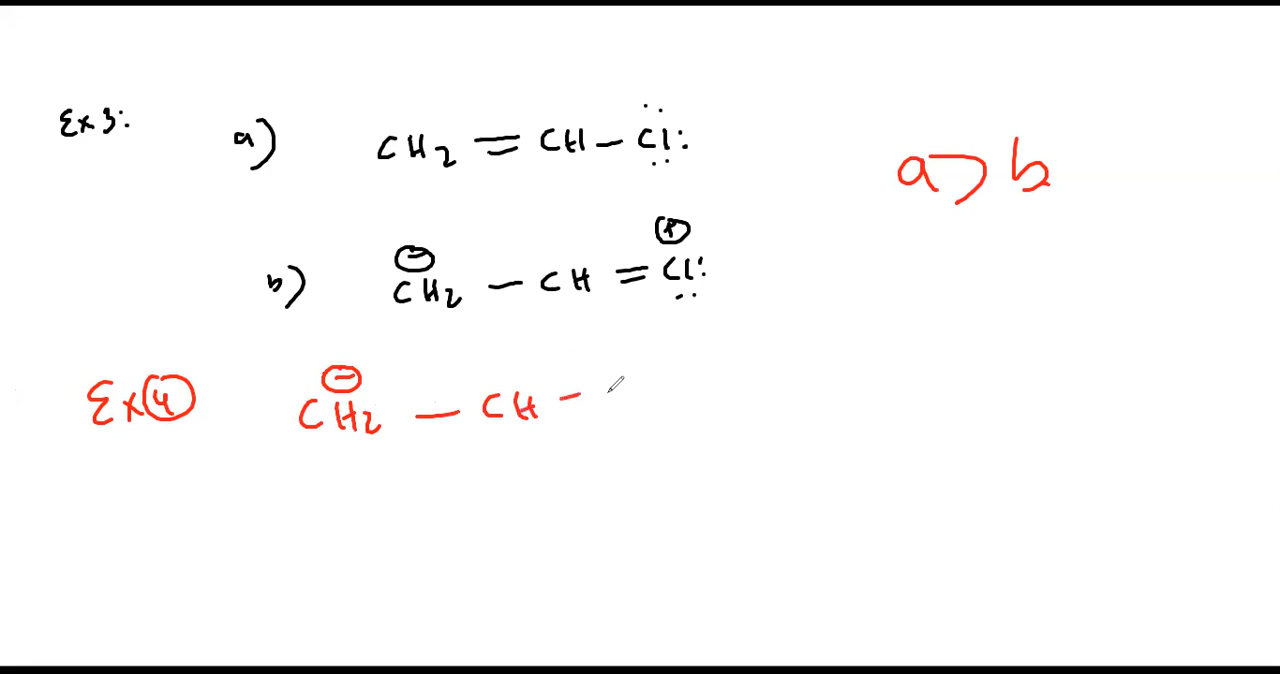 Ex 3: a) CH2 = CH - Cl:
a > b
b) ⊖CH2 - CH = Cl⊕:
Ex ④ ⊖CH2 - CH -